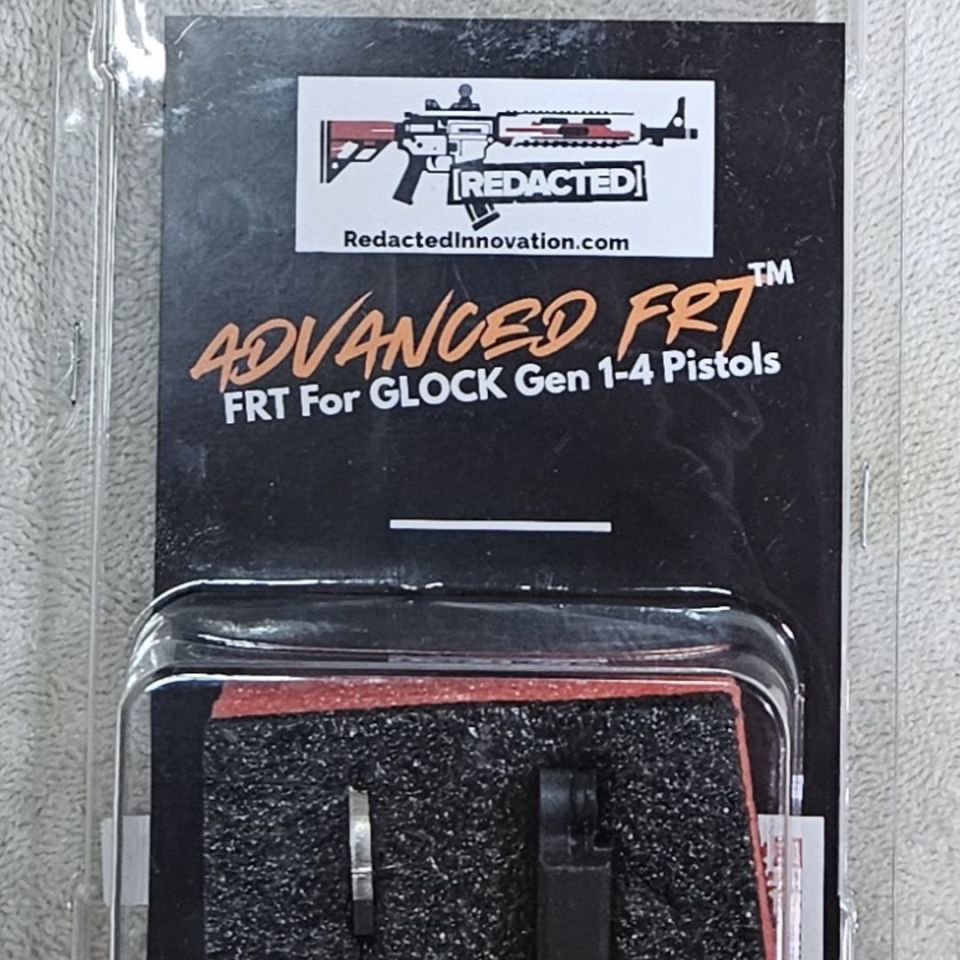 [REDACTED]
RedactedInnovation.com
ADVANCED FRT™
FRT For GLOCK Gen 1-4 Pistols